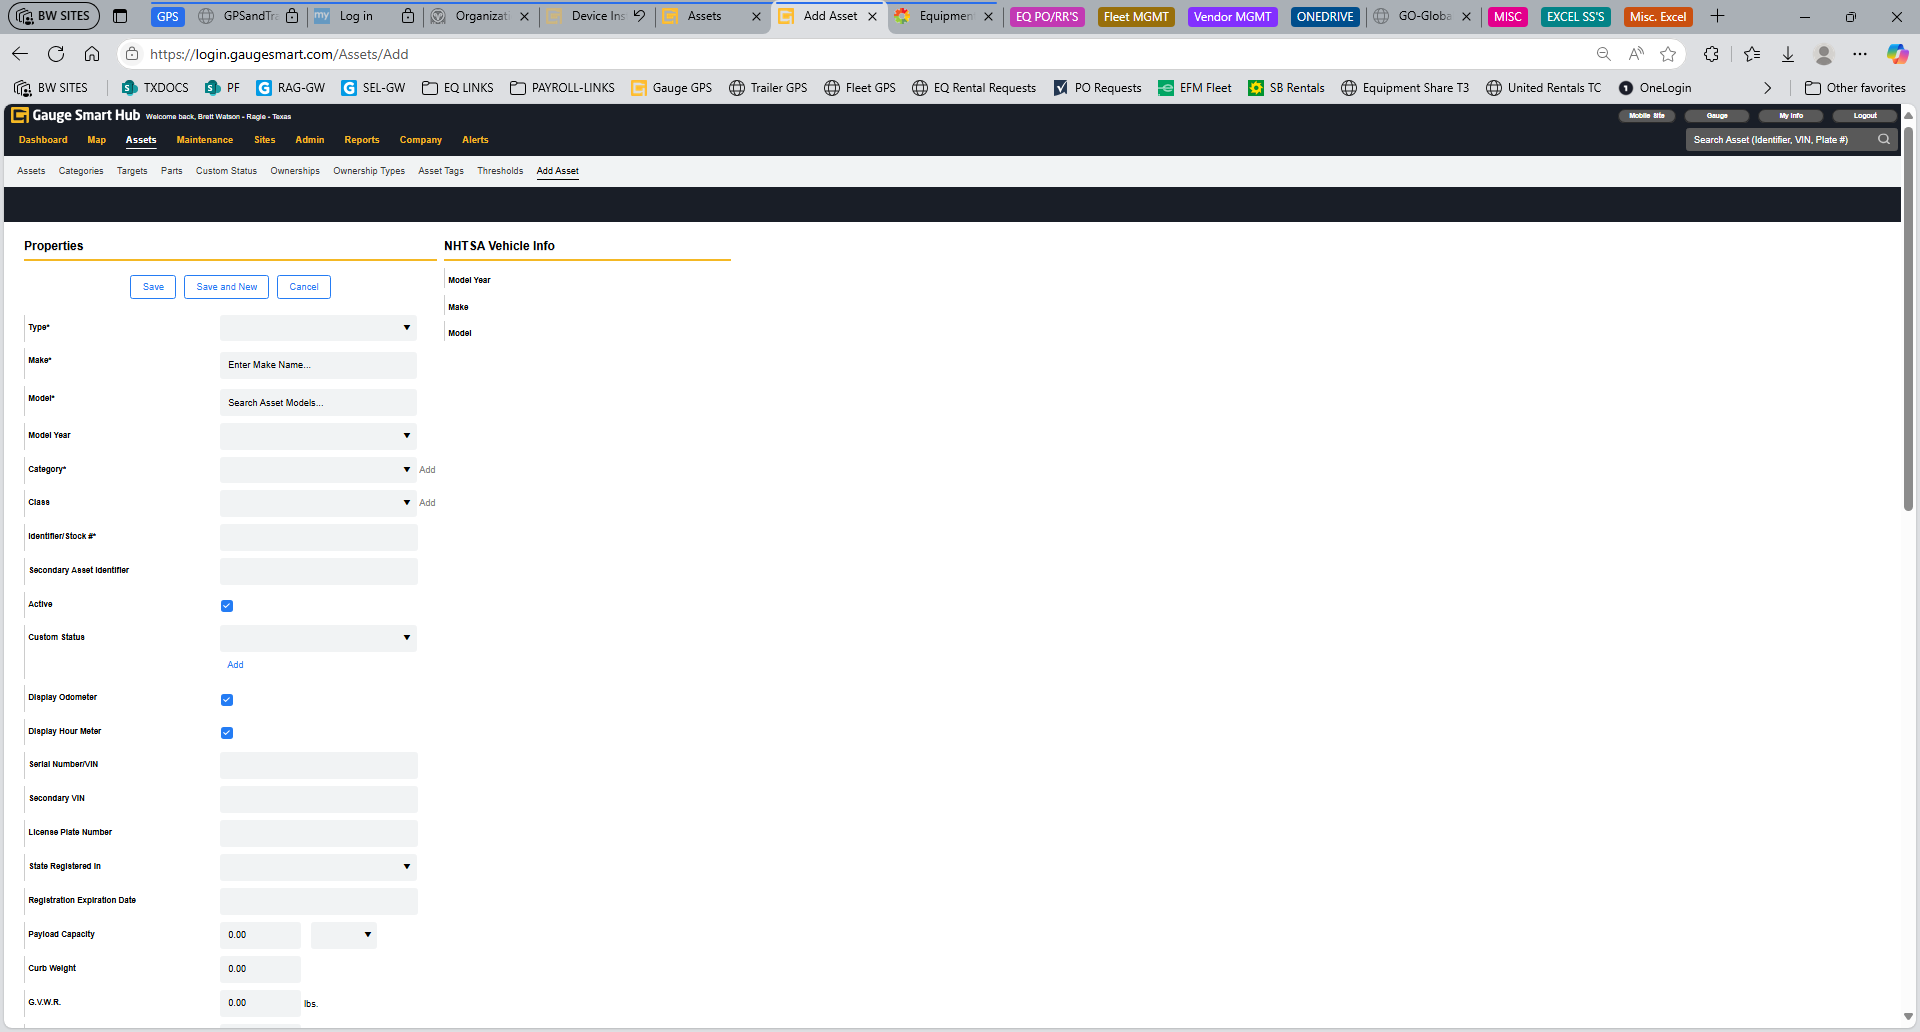 BW SITES
GPS
GPSandTra
my
Log in
Organizati
Device Ins
Assets
Add Asset
Equipment
EQ PO/RR'S
Fleet MGMT
Vendor MGMT
ONEDRIVE
GO-Globa
MISC
EXCEL SS'S
Misc. Excel
https://login.gaugesmart.com/Assets/Add
BW SITES
TXDOCS
PF
RAG-GW
SEL-GW
EQ LINKS
PAYROLL-LINKS
Gauge GPS
Trailer GPS
Fleet GPS
EQ Rental Requests
PO Requests
EFM Fleet
SB Rentals
Equipment Share T3
United Rentals TC
OneLogin
Other favorites
Gauge Smart Hub
Welcome back, Brett Watson - Ragle - Texas
Mobile Site
Gauge
My Info
Logout
Dashboard
Map
Assets
Maintenance
Sites
Admin
Reports
Company
Alerts
Search Asset (Identifier, VIN, Plate #)
Assets
Categories
Targets
Parts
Custom Status
Ownerships
Ownership Types
Asset Tags
Thresholds
Add Asset
Properties
NHTSA Vehicle Info
Save
Save and New
Cancel
Model Year
Make
Model
Type*
Make*
Enter Make Name...
Model*
Search Asset Models...
Model Year
Category*
Add
Class
Add
Identifier/Stock #*
Secondary Asset Identifier
Active
Custom Status
Add
Display Odometer
Display Hour Meter
Serial Number/VIN
Secondary VIN
License Plate Number
State Registered In
Registration Expiration Date
Payload Capacity
0.00
Curb Weight
0.00
G.V.W.R.
0.00
lbs.